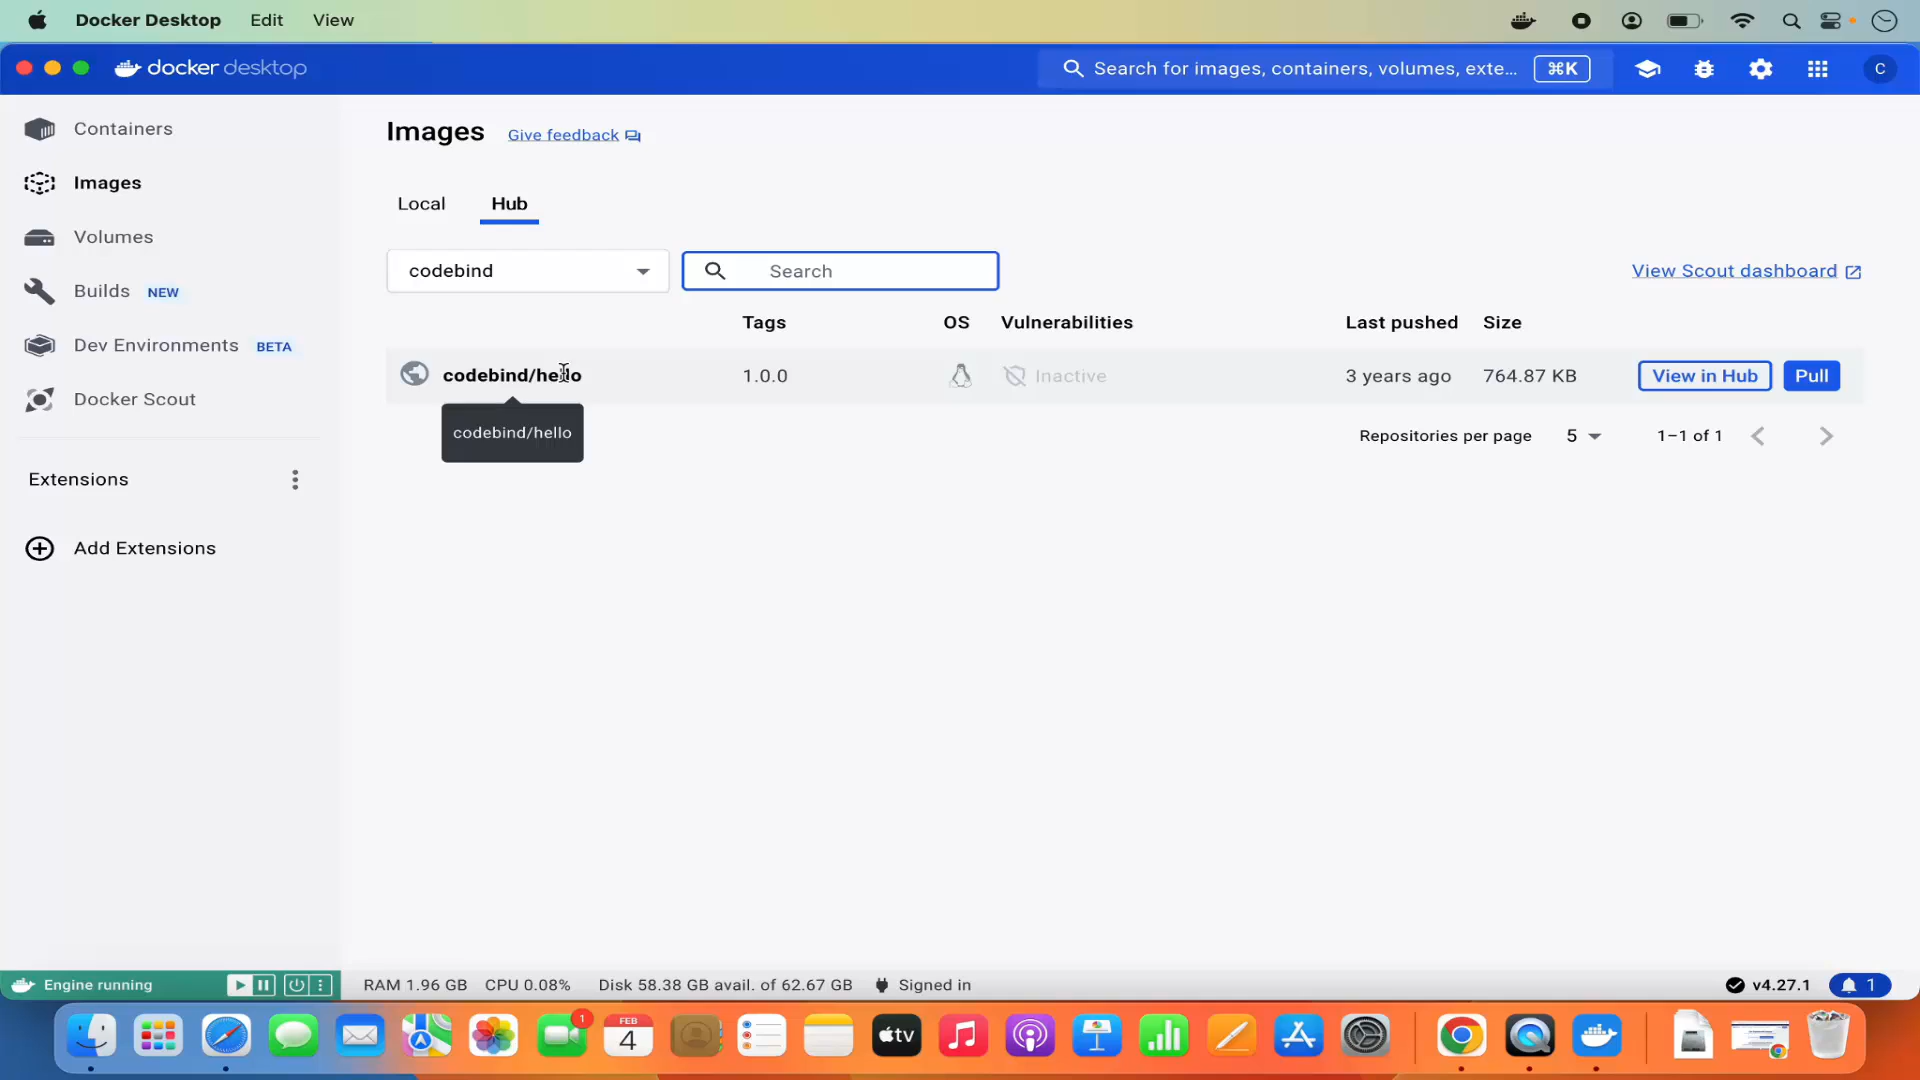 Docker Desktop Edit View
docker desktop
Search for images, containers, volumes, exte... ⌘K
C
Containers
Images
Volumes
Builds NEW
Dev Environments BETA
Docker Scout
Extensions
Add Extensions
Images Give feedback
Local Hub
codebind Search View Scout dashboard
Tags OS Vulnerabilities Last pushed Size
codebind/hello 1.0.0 Inactive 3 years ago 764.87 KB View in Hub Pull
codebind/hello
Repositories per page 5 1–1 of 1
Engine running RAM 1.96 GB CPU 0.08% Disk 58.38 GB avail. of 62.67 GB Signed in v4.27.1 1
1
FEB
4
tv